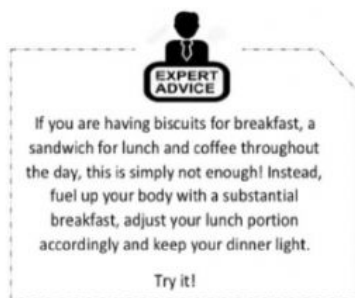 EXPERT
ADVICE
If you are having biscuits for breakfast, a
sandwich for lunch and coffee throughout
the day, this is simply not enough! Instead,
fuel up your body with a substantial
breakfast, adjust your lunch portion
accordingly and keep your dinner light.
Try it!